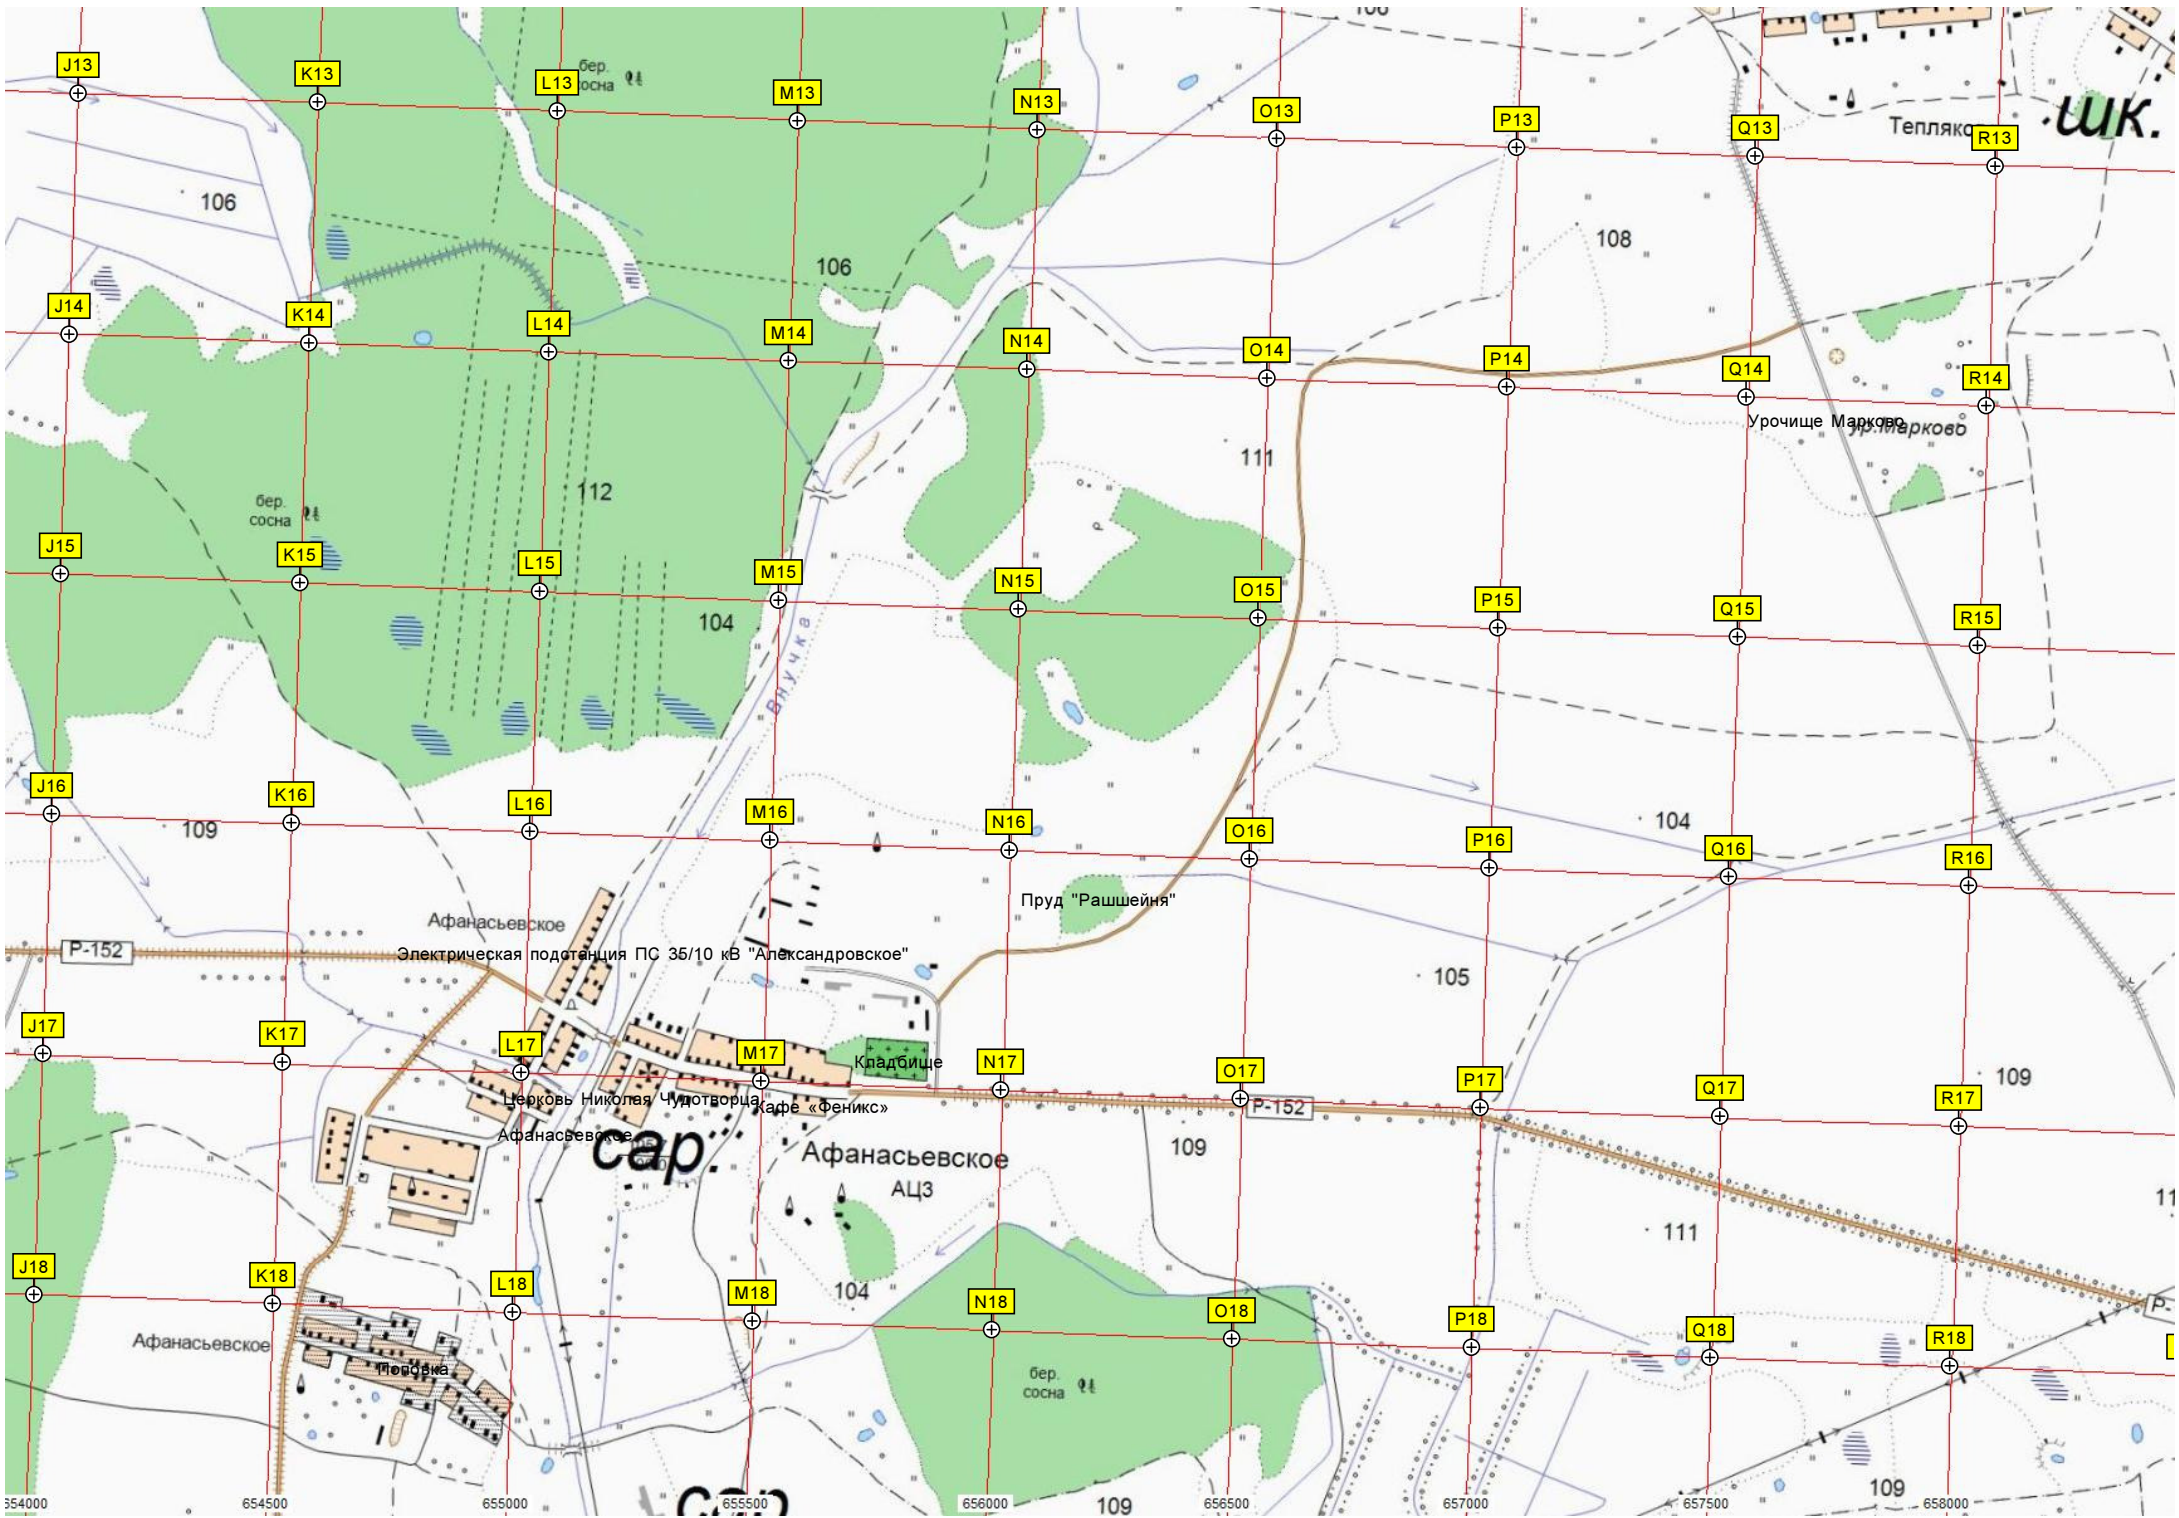 J13
K13
L13
M13
N13
O13
P13
Q13
R13
бер.
сосна
шк.
106
106
108
J14
K14
L14
M14
N14
O14
P14
Q14
R14
Урочище Марково
ур.Марково
111
112
бер.
сосна
J15
K15
L15
M15
N15
O15
P15
Q15
R15
104
Внучка
J16
K16
L16
M16
N16
O16
P16
Q16
R16
109
104
Пруд "Рашшейня"
Афанасьевское
Р-152
Электрическая подстанция ПС 35/10 кВ "Александровское"
105
J17
K17
L17
M17
N17
O17
P17
Q17
R17
Кладбище
109
Церковь Николая Чудотворца
Кафе «Феникс»
Р-152
Афанасьевское
сар.
Афанасьевское
АЦЗ
109
111
J18
K18
L18
M18
N18
O18
P18
Q18
R18
104
Афанасьевское
Поповка
бер.
сосна
109
109
654000
654500
655000
655500
656000
656500
657000
657500
658000